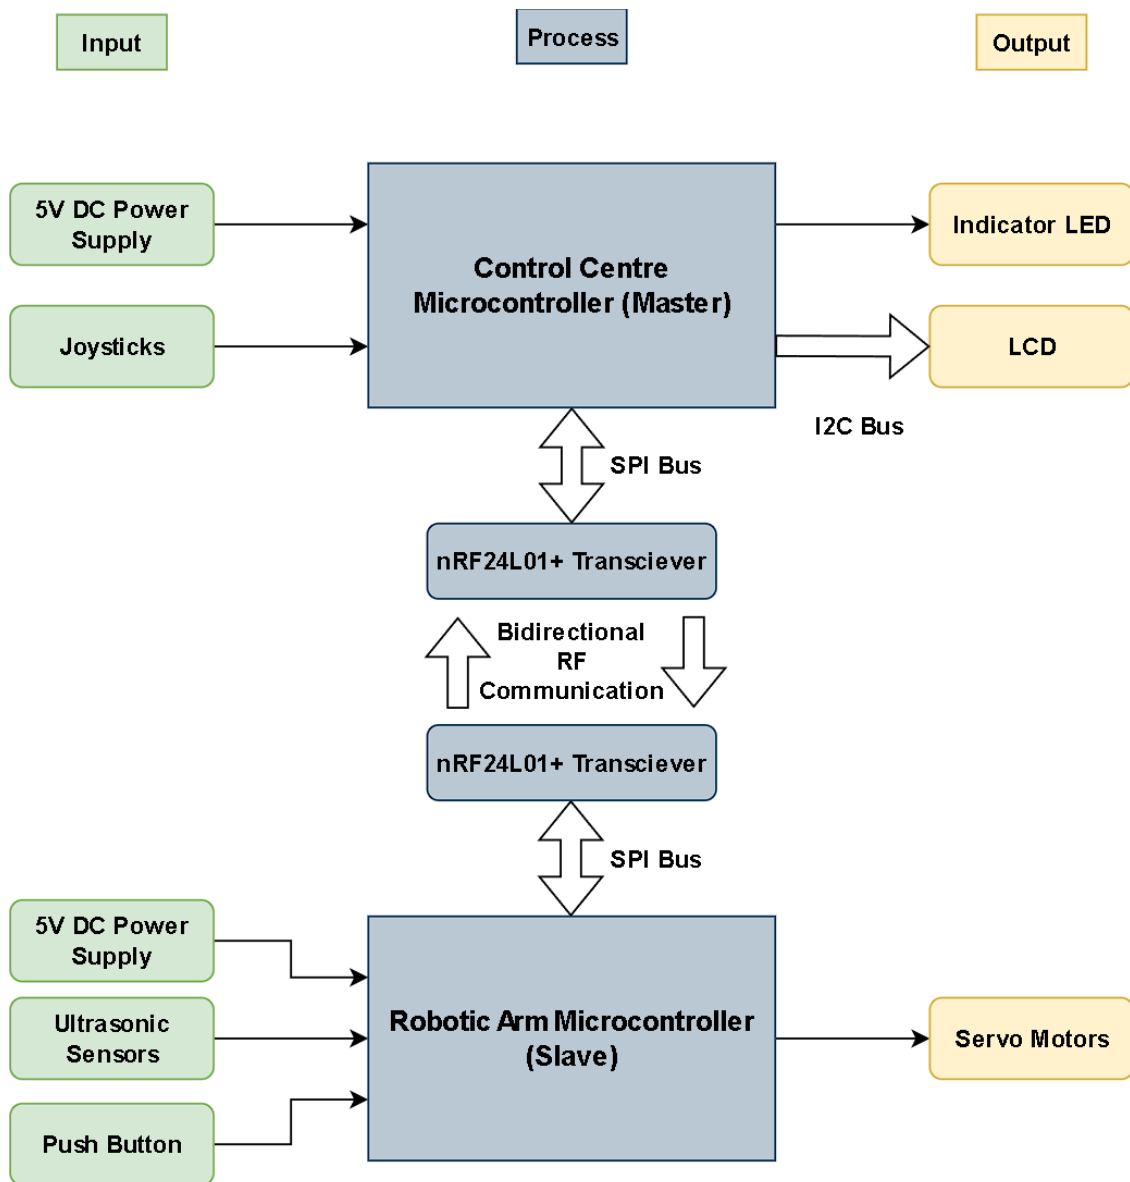 Input
Process
Output
5V DC Power
Supply
Control Centre
Microcontroller (Master)
Indicator LED
Joysticks
LCD
I2C Bus
SPI Bus
nRF24L01+ Transciever
Bidirectional
RF
Communication
nRF24L01+ Transciever
SPI Bus
5V DC Power
Supply
Ultrasonic
Sensors
Robotic Arm Microcontroller
(Slave)
Servo Motors
Push Button